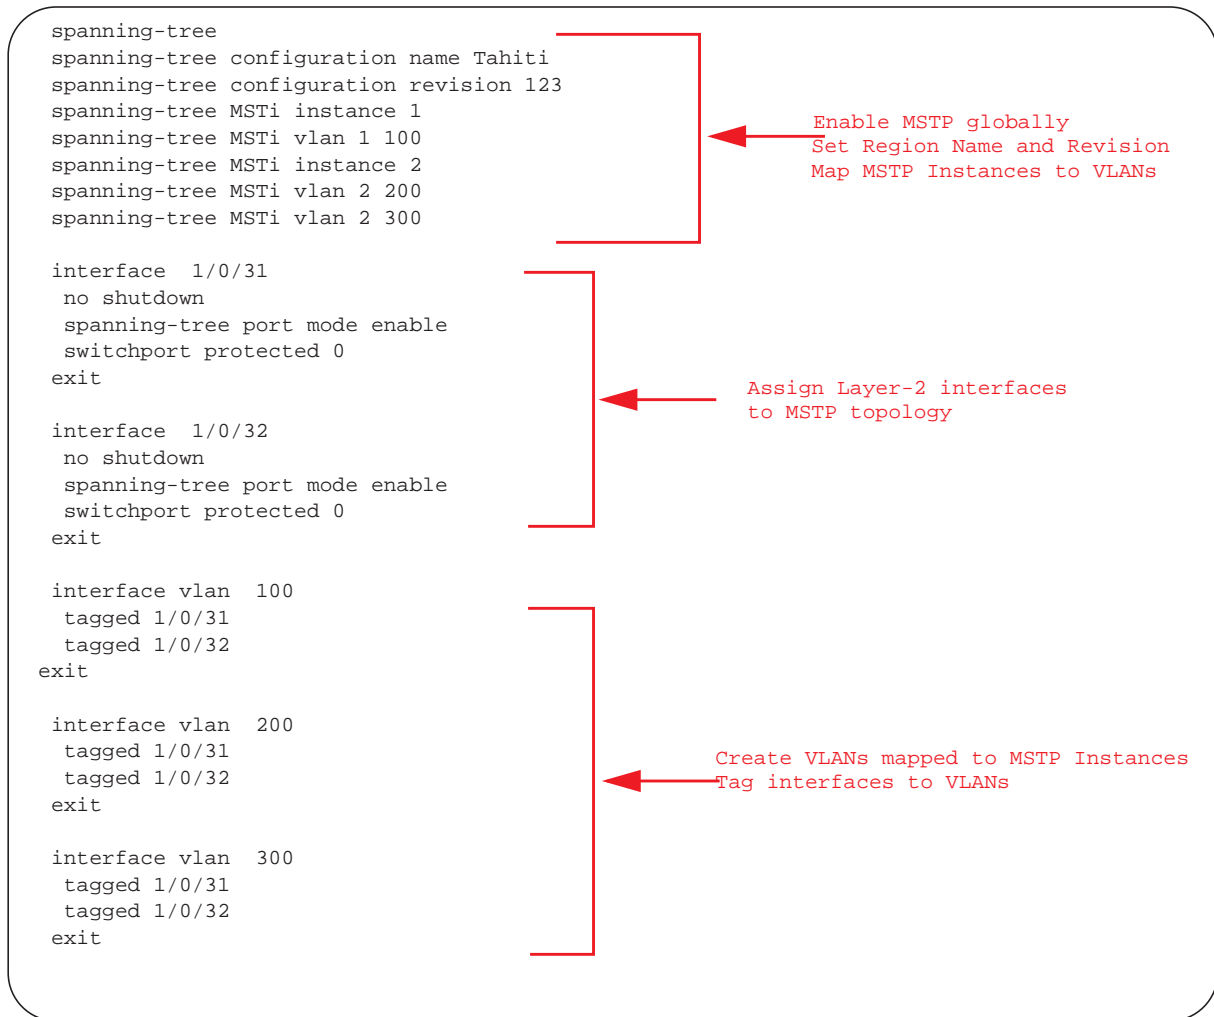 spanning-tree
spanning-tree configuration name Tahiti
spanning-tree configuration revision 123
spanning-tree MSTi instance 1
spanning-tree MSTi vlan 1 100
spanning-tree MSTi instance 2
spanning-tree MSTi vlan 2 200
spanning-tree MSTi vlan 2 300
Enable MSTP globally
Set Region Name and Revision
Map MSTP Instances to VLANs
interface  1/0/31
no shutdown
spanning-tree port mode enable
switchport protected 0
exit
interface  1/0/32
no shutdown
spanning-tree port mode enable
switchport protected 0
exit
Assign Layer-2 interfaces
to MSTP topology
interface vlan  100
tagged 1/0/31
tagged 1/0/32
exit
interface vlan  200
tagged 1/0/31
tagged 1/0/32
exit
interface vlan  300
tagged 1/0/31
tagged 1/0/32
exit
Create VLANs mapped to MSTP Instances
Tag interfaces to VLANs